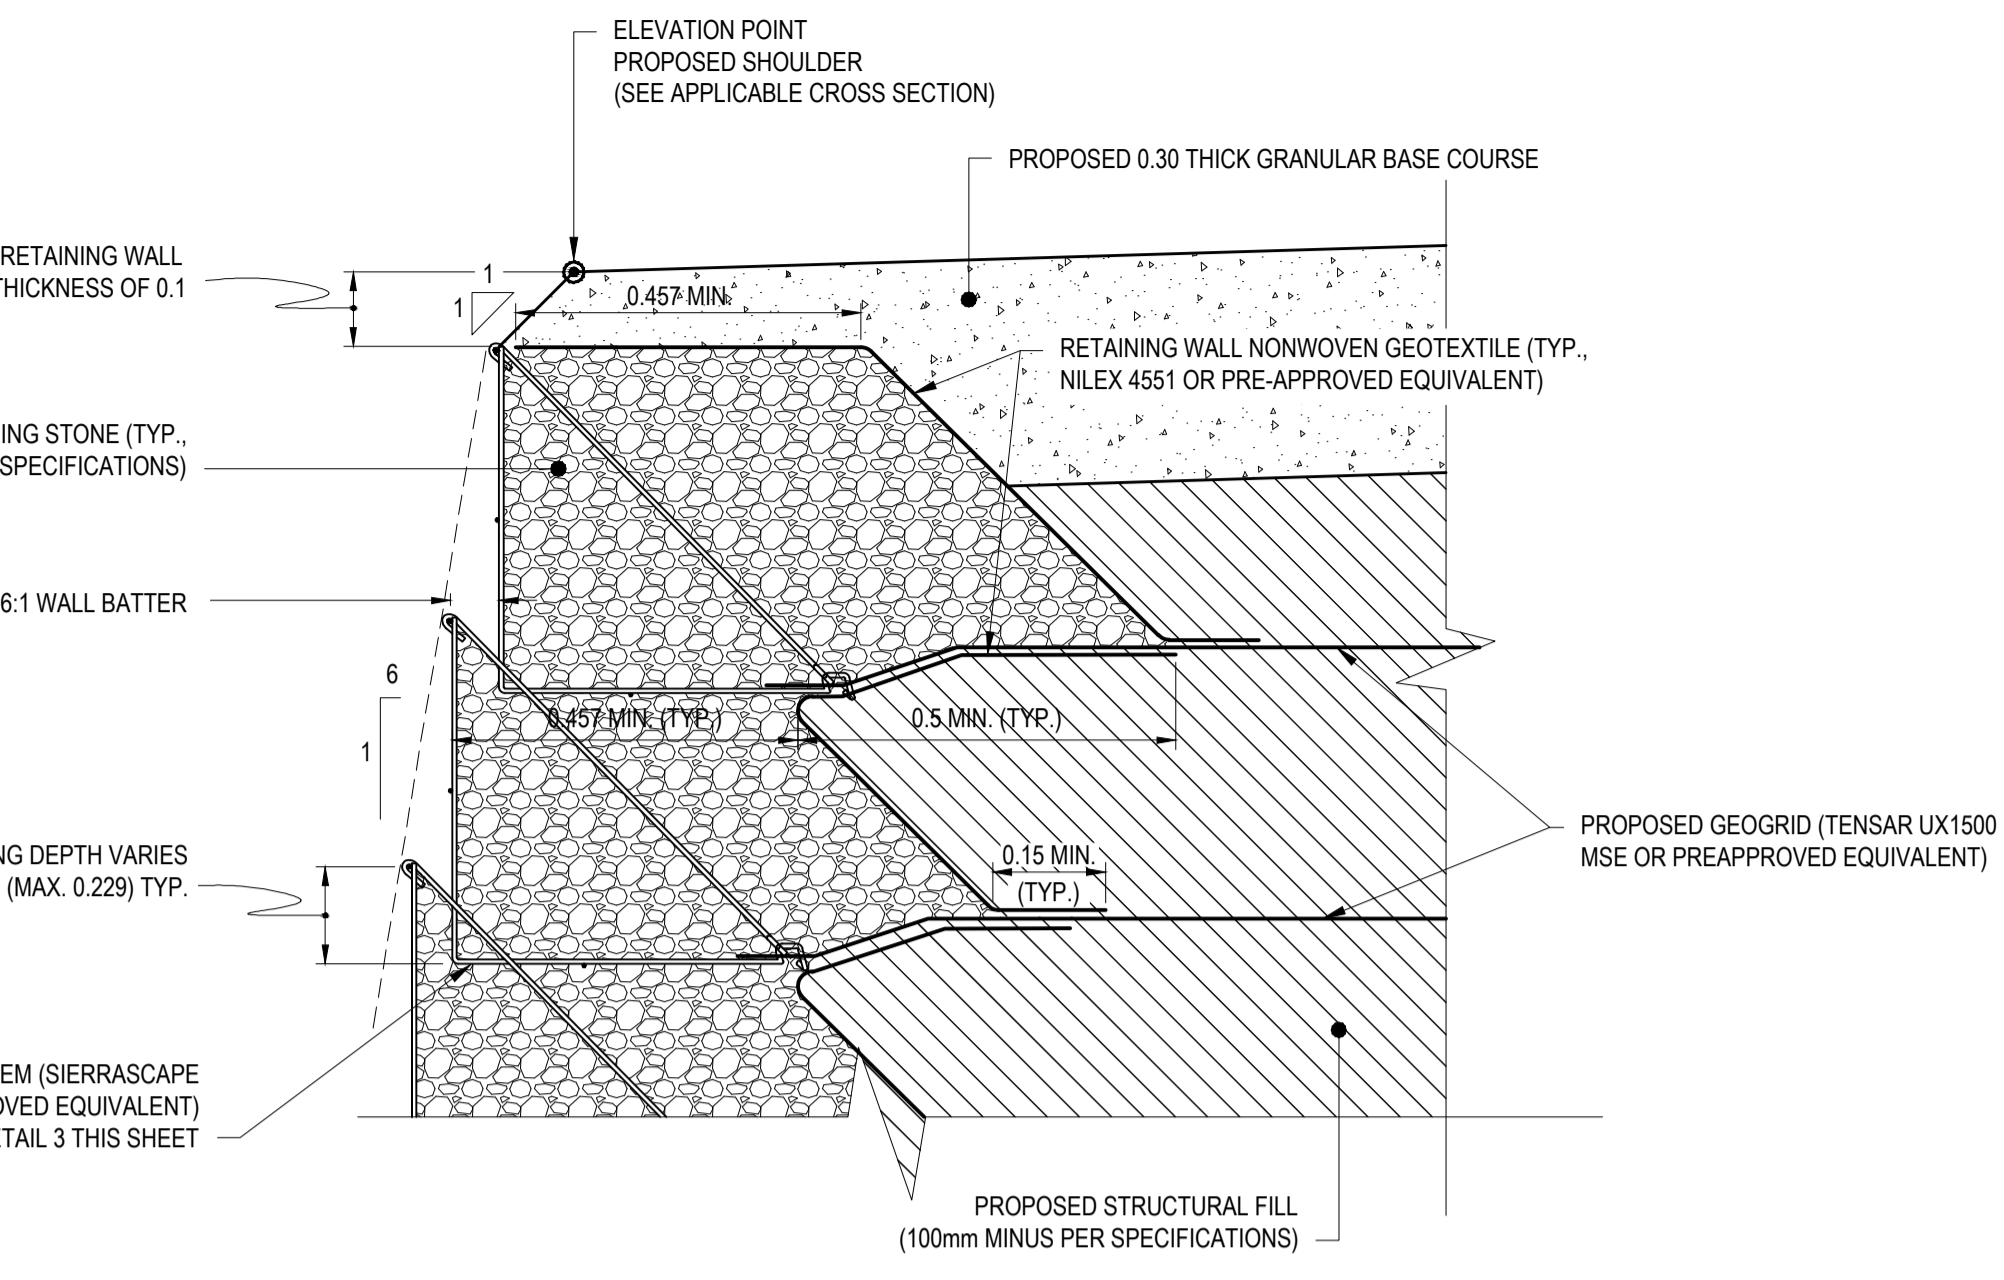 ELEVATION POINT
PROPOSED SHOULDER
(SEE APPLICABLE CROSS SECTION)
PROPOSED 0.30 THICK GRANULAR BASE COURSE
RETAINING WALL
THICKNESS OF 0.1
1
1
0.457 MIN.
RETAINING WALL NONWOVEN GEOTEXTILE (TYP.,
NILEX 4551 OR PRE-APPROVED EQUIVALENT)
ING STONE (TYP.,
SPECIFICATIONS)
6:1 WALL BATTER
6
1
0.457 MIN. (TYP.)
0.5 MIN. (TYP.)
NG DEPTH VARIES
(MAX. 0.229) TYP.
0.15 MIN.
(TYP.)
PROPOSED GEOGRID (TENSAR UX1500
MSE OR PREAPPROVED EQUIVALENT)
EM (SIERRASCAPE
OVED EQUIVALENT)
ETAIL 3 THIS SHEET
PROPOSED STRUCTURAL FILL
(100mm MINUS PER SPECIFICATIONS)